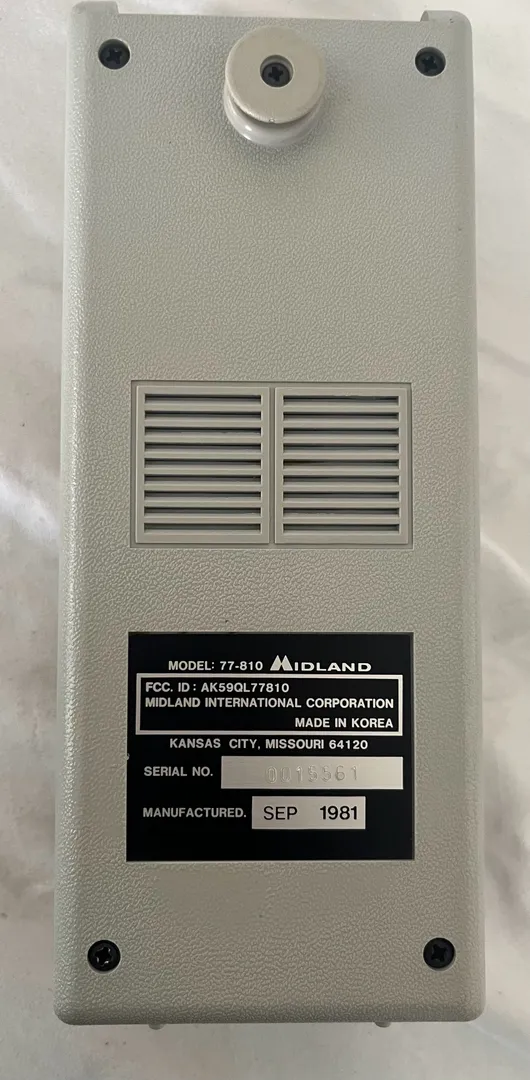 MODEL: 77-810 MIDLAND
FCC. ID: AK59QL77810
MIDLAND INTERNATIONAL CORPORATION
MADE IN KOREA
KANSAS CITY, MISSOURI 64120
SERIAL NO.
MANUFACTURED. SEP 1981